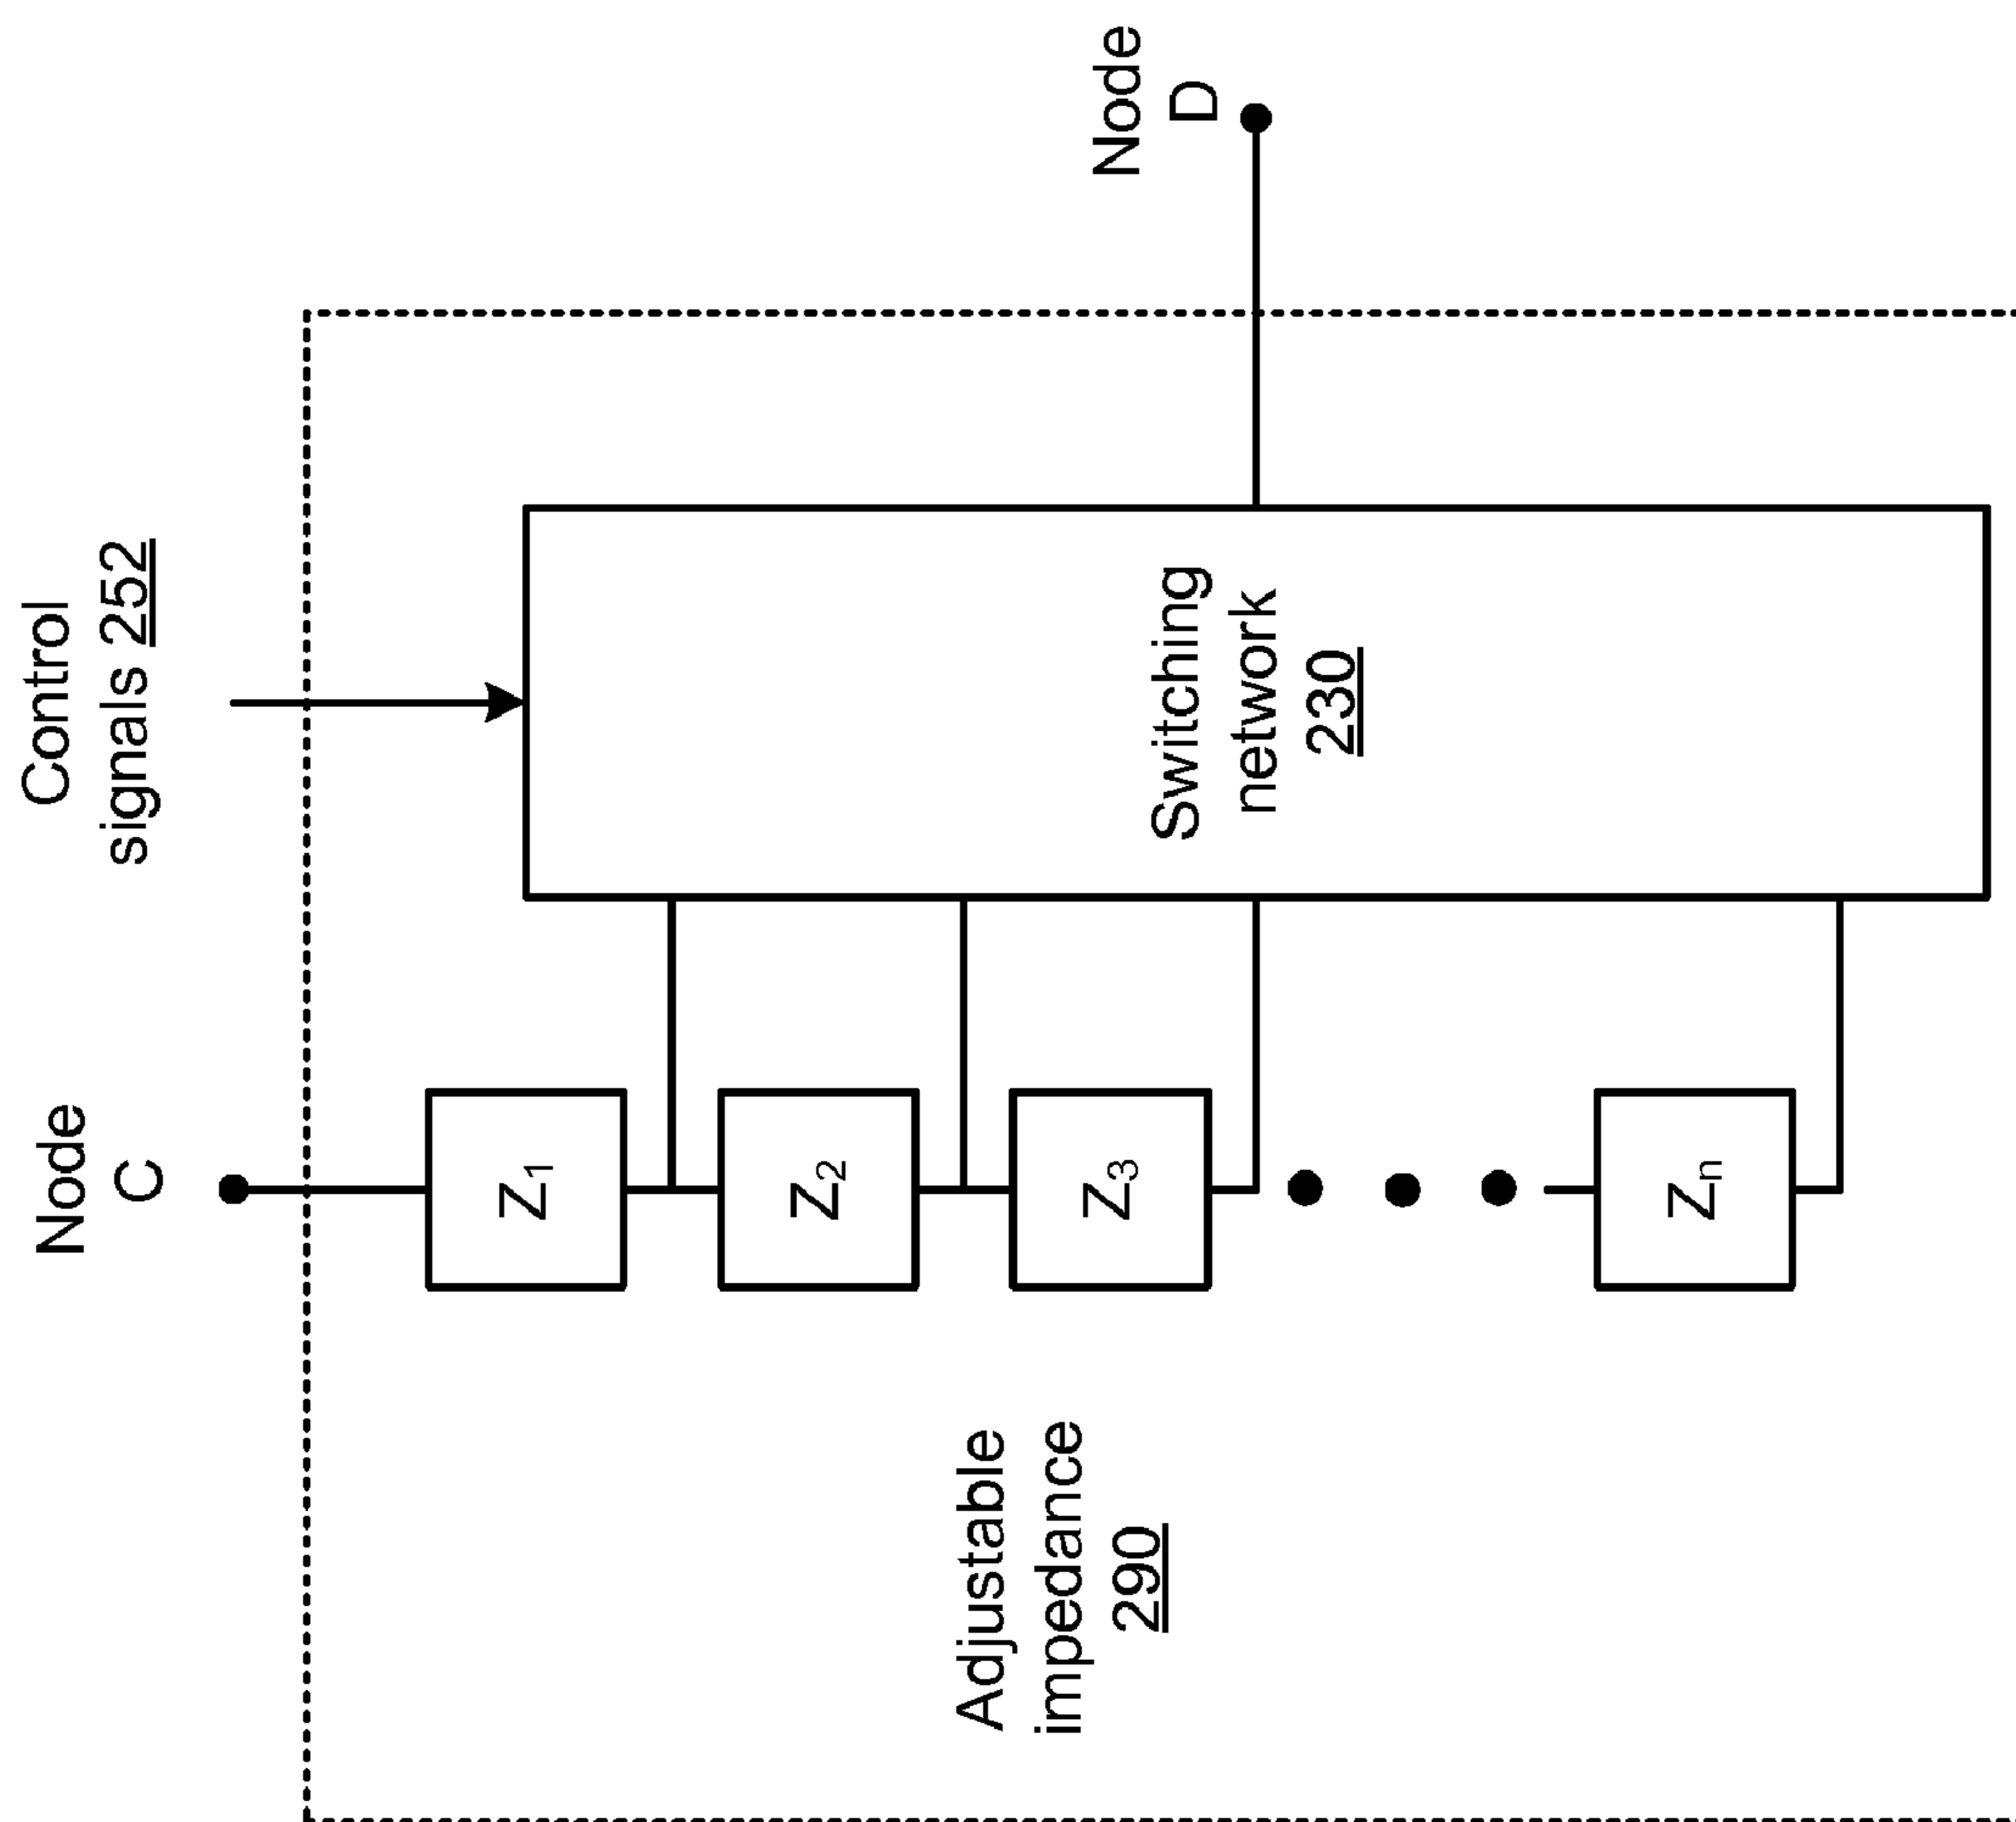 Node
C
Control
signals 252
Node
D
Z1
Z2
Z3
Zn
Switching
network
230
Adjustable
impedance
290